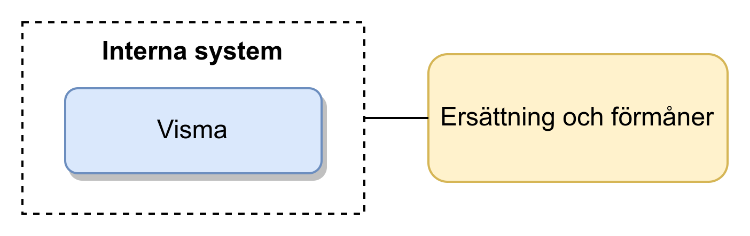 Interna system
Visma
Ersättning och förmåner